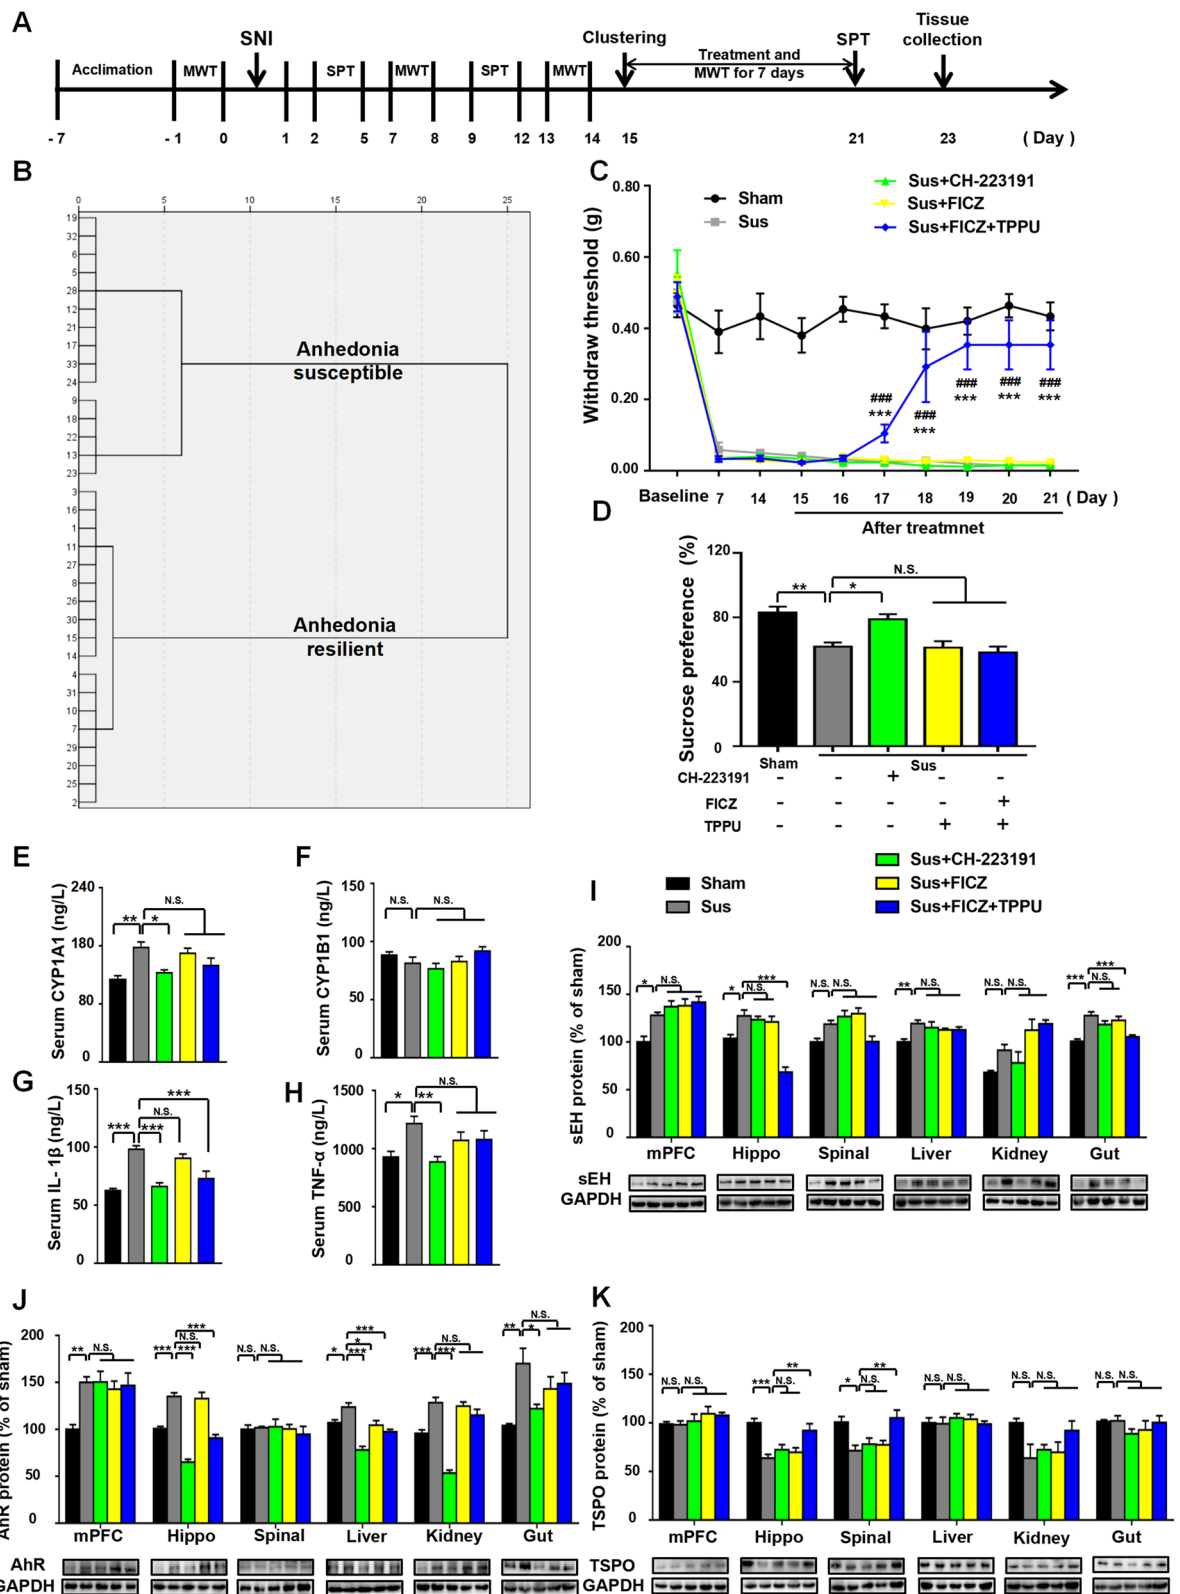 A
SNI
Clustering
SPT
Tissue
collection
Acclimation
MWT
SPT
MWT
SPT
MWT
Treatment and
MWT for 7 days
-7 -1 0 1 2 5 7 8 9 12 13 14 15 21 23 ( Day )
B
0 5 10 15 20 25
19
32
6
5
28
12
21
17
33
24
9
18
22
13
23
3
16
1
11
27
8
26
30
15
14
4
31
10
7
29
20
25
2
Anhedonia
susceptible
Anhedonia
resilient
C
Sham
Sus
Sus+CH-223191
Sus+FICZ
Sus+FICZ+TPPU
Withdraw threshold (g)
0.80
0.60
0.40
0.20
0.00
### ### ### ### ###
*** *** *** *** ***
Baseline 7 14 15 16 17 18 19 20 21 ( Day )
After treatmnet
D
Sucrose preference (%)
120
80
40
0
** * N.S.
Sham Sus
CH-223191 - - + - -
FICZ - - - - +
TPPU - - - + +
E
Serum CYP1A1 (ng/L)
240
160
80
0
** * N.S.
F
Serum CYP1B1 (ng/L)
150
100
50
0
N.S. N.S.
G
Serum IL- 1β (ng/L)
150
100
50
0
*** *** N.S. ***
H
Serum TNF-α (ng/L)
1500
1000
500
0
* ** N.S.
I
Sham
Sus
Sus+CH-223191
Sus+FICZ
Sus+FICZ+TPPU
sEH protein (% of sham)
200
150
100
50
0
* N.S. * N.S. *** N.S. N.S. ** N.S. N.S. N.S. *** N.S. ***
mPFC Hippo Spinal Liver Kidney Gut
sEH
GAPDH
J
AhR protein (% of sham)
200
150
100
50
0
** N.S. *** *** N.S. *** N.S. N.S. * *** * *** *** *** N.S. ** * N.S.
mPFC Hippo Spinal Liver Kidney Gut
AhR
GAPDH
K
TSPO protein (% of sham)
200
150
100
50
0
N.S. N.S. *** N.S. ** * N.S. ** N.S. N.S. N.S. N.S. N.S. N.S.
mPFC Hippo Spinal Liver Kidney Gut
TSPO
GAPDH